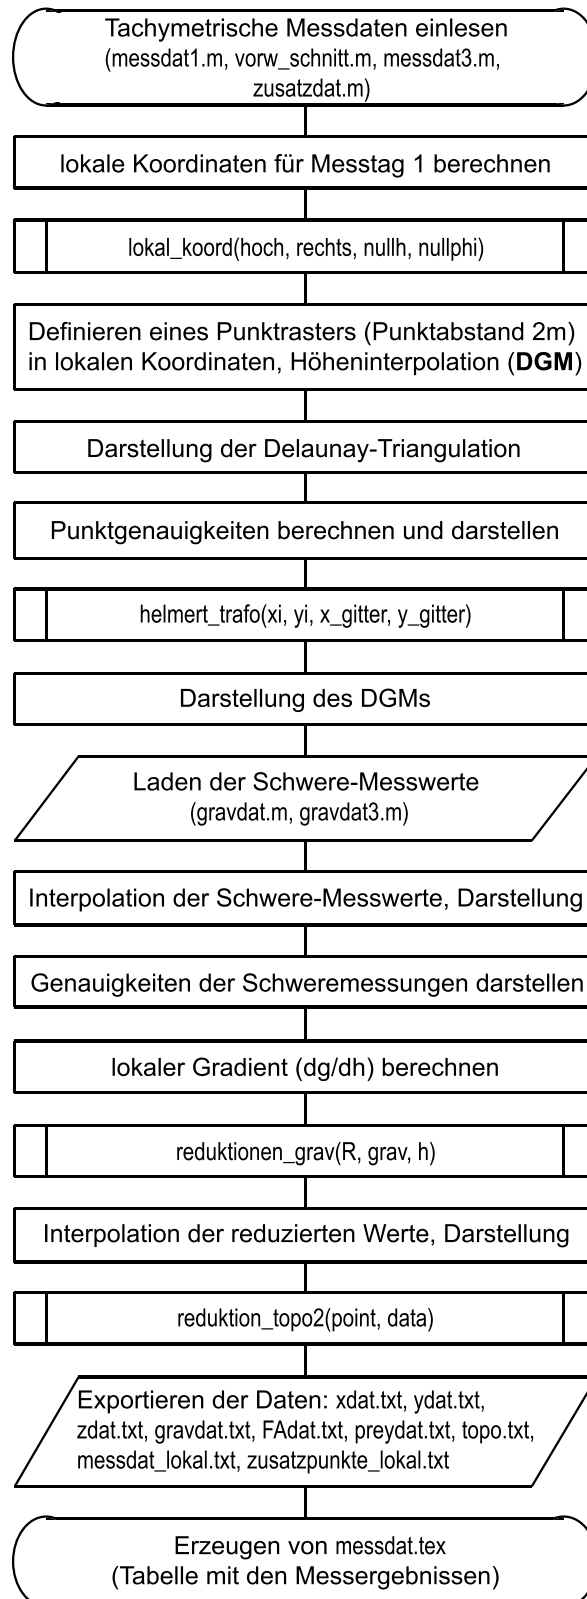 Tachymetrische Messdaten einlesen
(messdat1.m, vorw_schnitt.m, messdat3.m,
zusatzdat.m)
lokale Koordinaten für Messtag 1 berechnen
lokal_koord(hoch, rechts, nullh, nullphi)
Definieren eines Punktrasters (Punktabstand 2m)
in lokalen Koordinaten, Höheninterpolation (DGM)
Darstellung der Delaunay-Triangulation
Punktgenauigkeiten berechnen und darstellen
helmert_trafo(xi, yi, x_gitter, y_gitter)
Darstellung des DGMs
Laden der Schwere-Messwerte
(gravdat.m, gravdat3.m)
Interpolation der Schwere-Messwerte, Darstellung
Genauigkeiten der Schweremessungen darstellen
lokaler Gradient (dg/dh) berechnen
reduktionen_grav(R, grav, h)
Interpolation der reduzierten Werte, Darstellung
reduktion_topo2(point, data)
Exportieren der Daten: xdat.txt, ydat.txt,
zdat.txt, gravdat.txt, FAdat.txt, preydat.txt, topo.txt,
messdat_lokal.txt, zusatzpunkte_lokal.txt
Erzeugen von messdat.tex
(Tabelle mit den Messergebnissen)